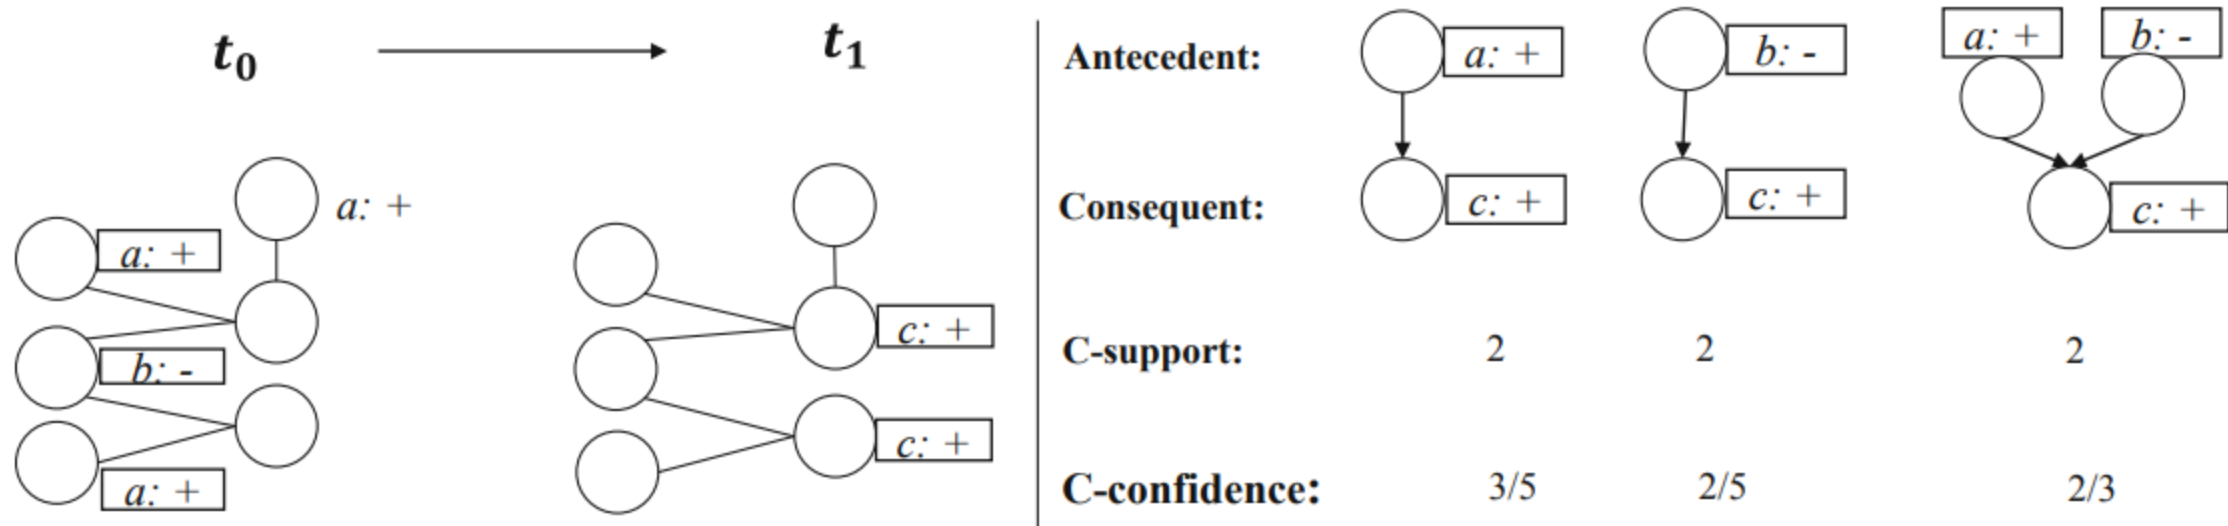 t₀ t₁
a: +
a: +
b: -
a: +
c: +
c: +
Antecedent: a: + b: - a: + b: -
Consequent: c: + c: + c: +
C-support: 2 2 2
C-confidence: 3/5 2/5 2/3